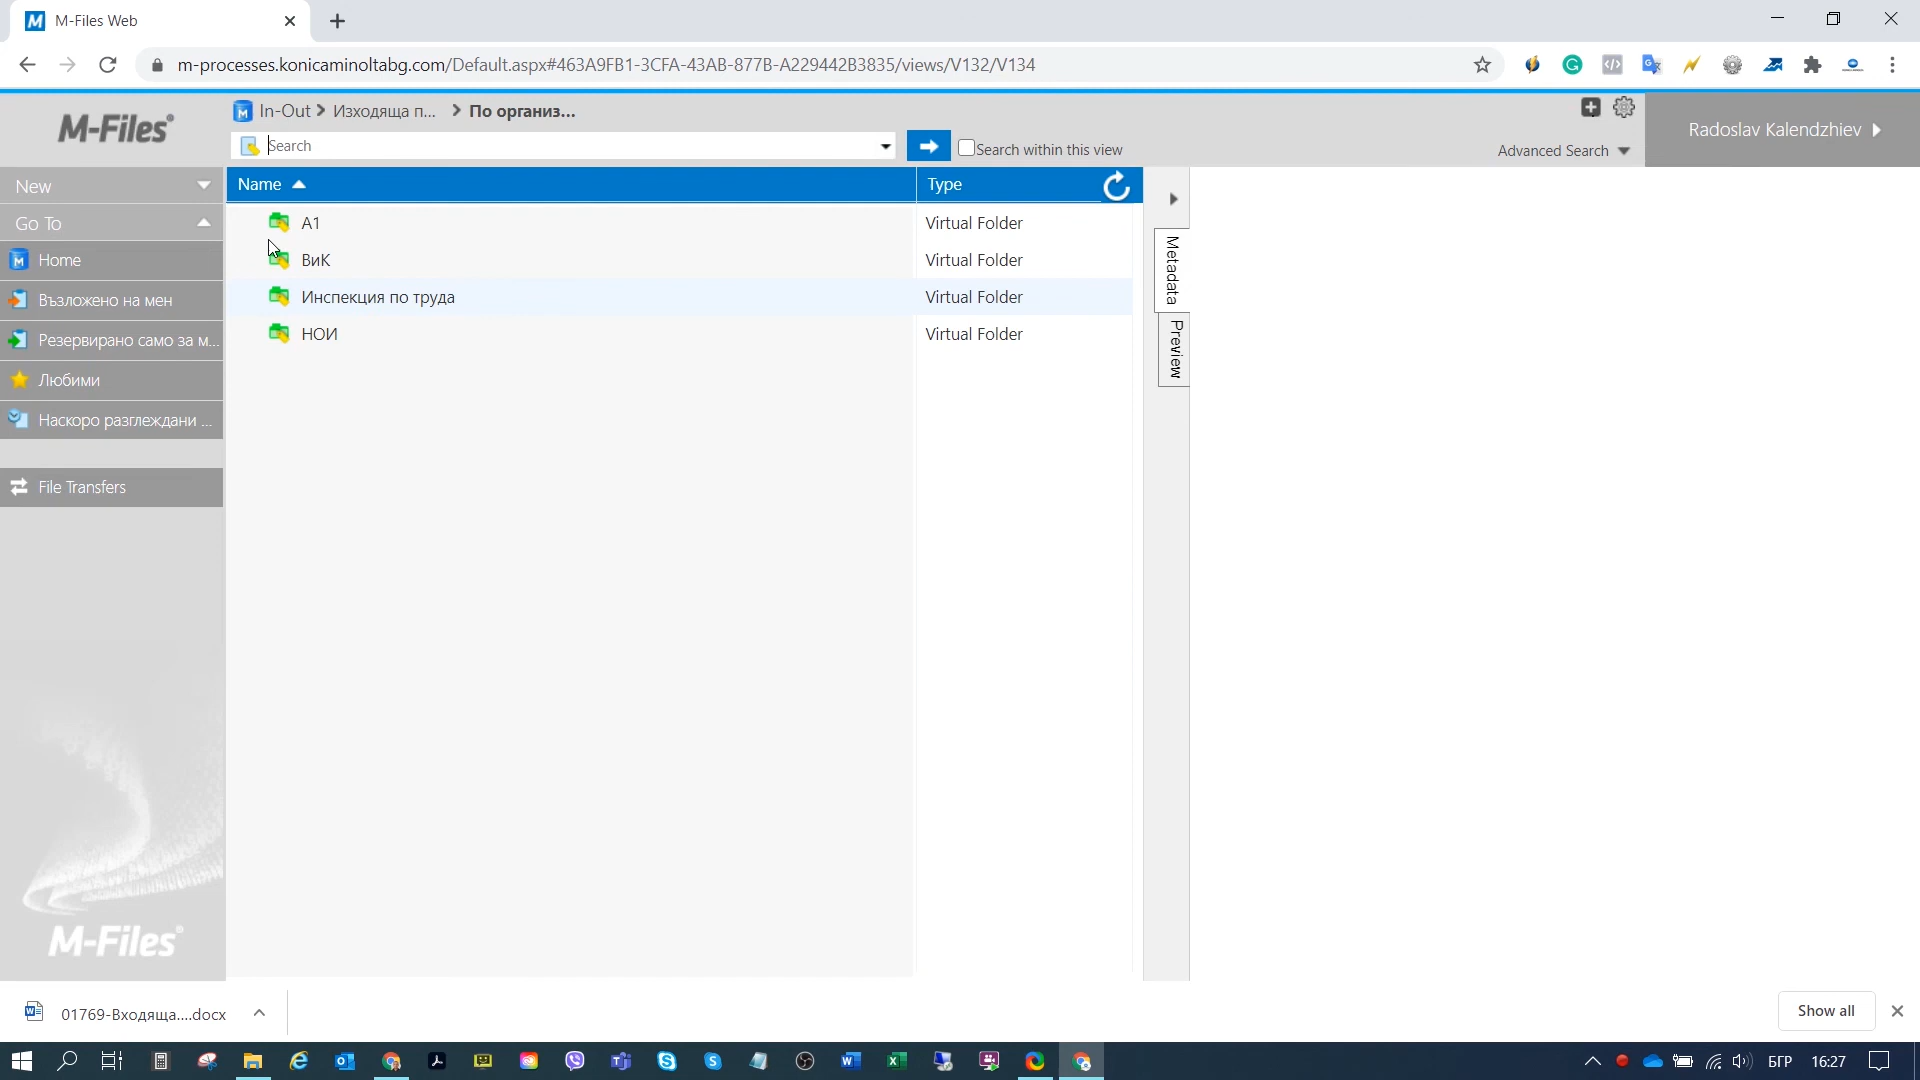 M-Files Web
m-processes.konicaminoltabg.com/Default.aspx#463A9FB1-3CFA-43AB-877B-A229442B3835/views/V132/V134
M-Files®
In-Out > Изходяща п... > По организ...
Radoslav Kalendzhiev
Search
Search within this view
Advanced Search
New
Name
Type
Go To
А1
Virtual Folder
Home
ВиК
Virtual Folder
Възложено на мен
Инспекция по труда
Virtual Folder
Резервирано само за м...
НОИ
Virtual Folder
Любими
Наскоро разглеждани ...
Metadata
Preview
File Transfers
M-Files®
01769-Входяща....docx
Show all
БГР
16:27